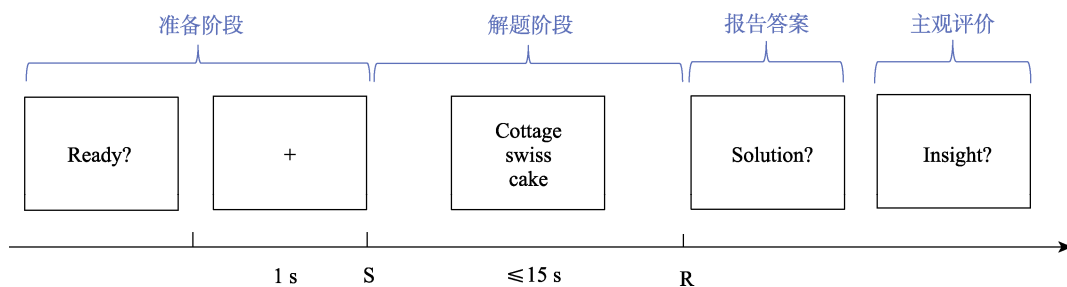 准备阶段
解题阶段
报告答案
主观评价
Ready?
+
Cottage
swiss
cake
Solution?
Insight?
1 s
S
≤15 s
R